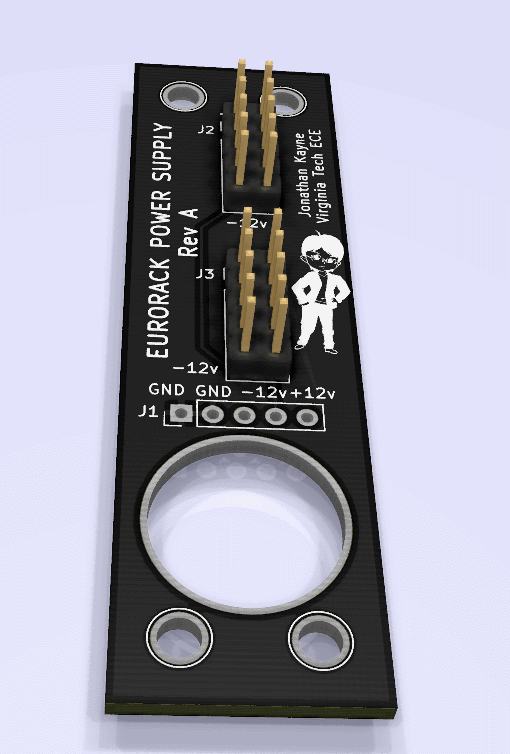 J2
Jonathan Kayne
Virginia Tech ECE
EURORACK POWER SUPPLY
Rev A
-12v
J3
-12v
GND GND -12v+12v
J1